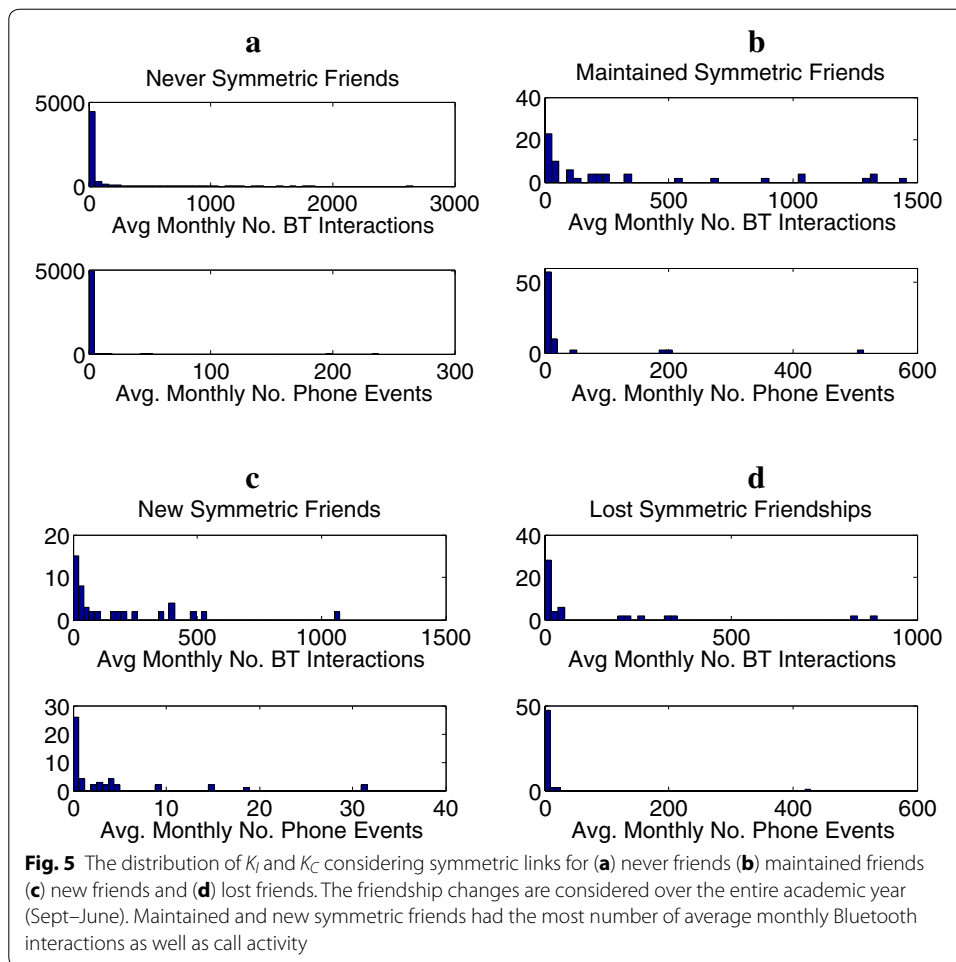 a
Never Symmetric Friends
5000
0
0 1000 2000 3000
Avg Monthly No. BT Interactions
5000
0
0 100 200 300
Avg. Monthly No. Phone Events
b
Maintained Symmetric Friends
40
20
0
0 500 1000 1500
Avg Monthly No. BT Interactions
50
0
0 200 400 600
Avg. Monthly No. Phone Events
c
New Symmetric Friends
20
10
0
0 500 1000 1500
Avg Monthly No. BT Interactions
30
20
10
0
0 10 20 30 40
Avg. Monthly No. Phone Events
d
Lost Symmetric Friendships
40
20
0
0 500 1000
Avg Monthly No. BT Interactions
50
0
0 200 400 600
Avg. Monthly No. Phone Events
Fig. 5 The distribution of K_I and K_C considering symmetric links for (a) never friends (b) maintained friends
(c) new friends and (d) lost friends. The friendship changes are considered over the entire academic year
(Sept–June). Maintained and new symmetric friends had the most number of average monthly Bluetooth
interactions as well as call activity